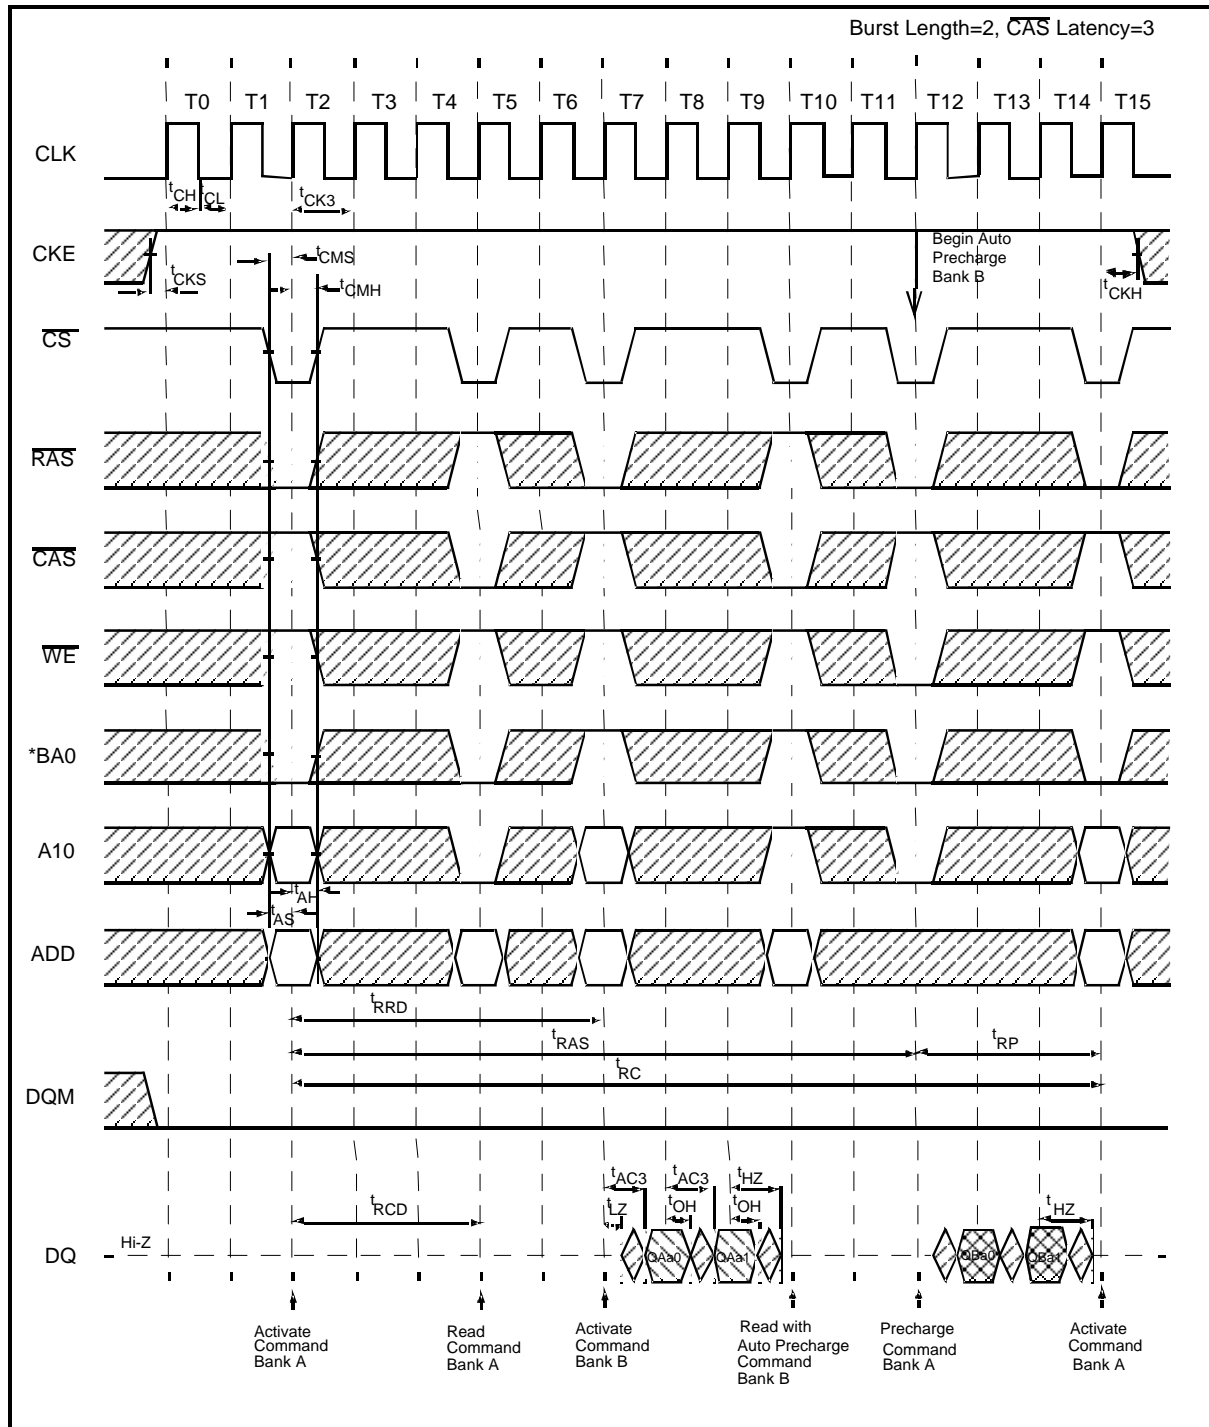 Burst Length=2, CAS Latency=3
T0 T1 T2 T3 T4 T5 T6 T7 T8 T9 T10 T11 T12 T13 T14 T15
CLK
tCH tCL tCK3
CKE
tCMS
Begin Auto
Precharge
Bank B
tCKS
tCMH
tCKH
CS
RAS
CAS
WE
*BA0
A10
tAH
tAS
ADD
tRRD
tRAS
tRP
tRC
DQM
tAC3 tAC3 tHZ
tRCD
tLZ tOH tOH
tHZ
Hi-Z
DQ
QAa0 QAa1 QBa0 QBa1
Activate
Command
Bank A
Read
Command
Bank A
Activate
Command
Bank B
Read with
Auto Precharge
Command
Bank B
Precharge
Command
Bank A
Activate
Command
Bank A